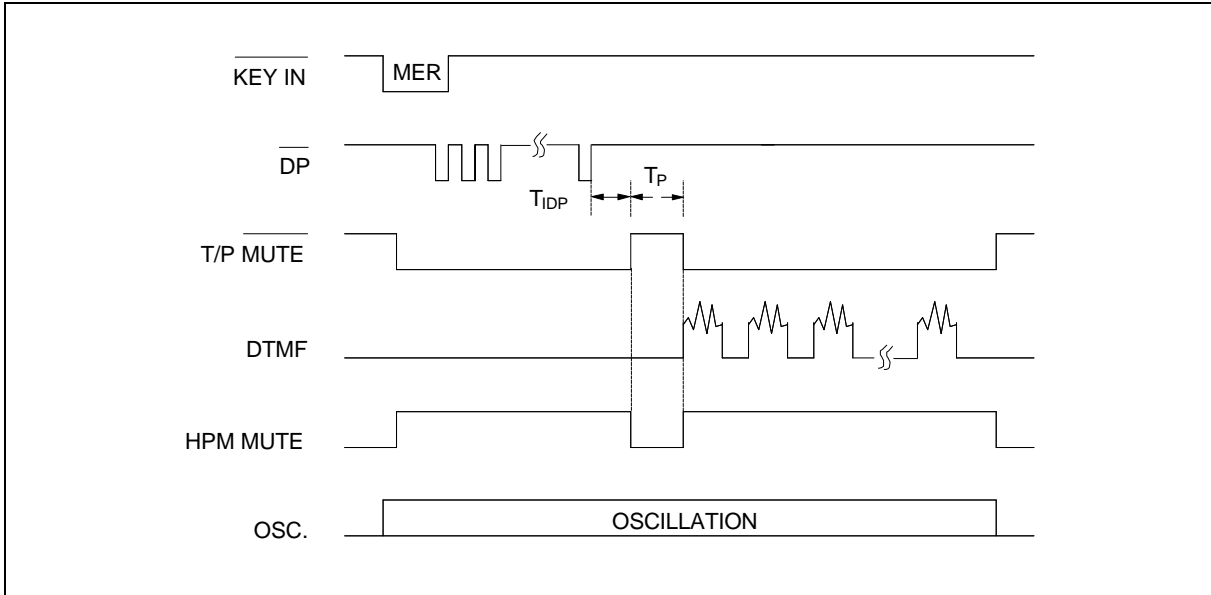 KEY IN
MER
DP
T_IDP
T_P
T/P MUTE
DTMF
HPM MUTE
OSC.
OSCILLATION